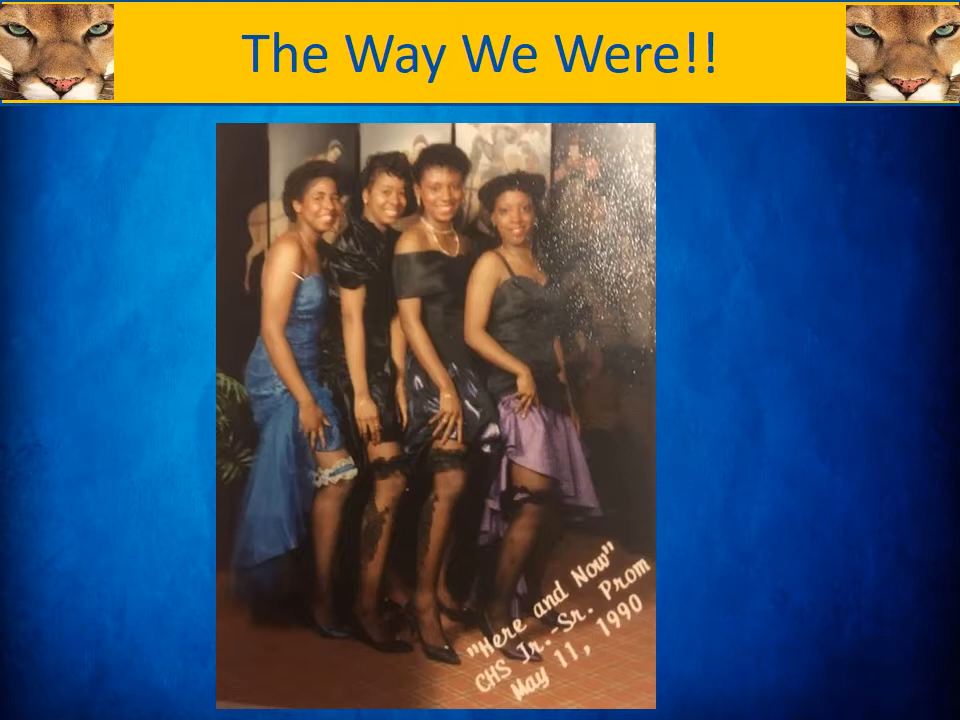 The Way We Were!!
"Here and Now"
CHS Jr.-Sr. Prom
May 11, 1990